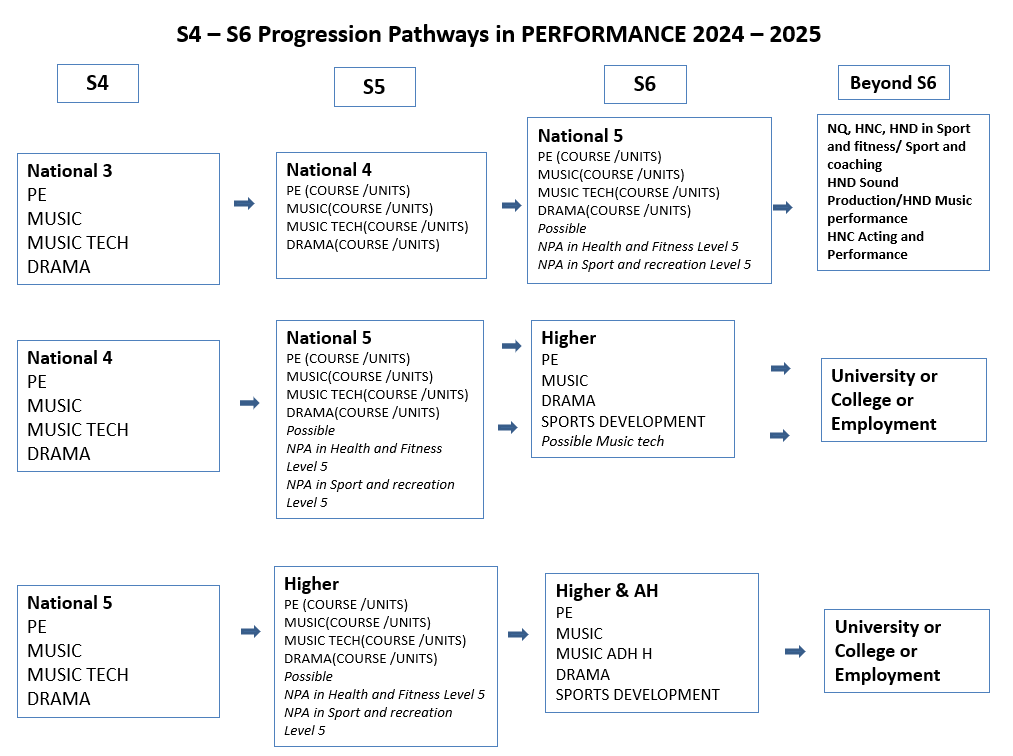 S4 – S6 Progression Pathways in PERFORMANCE 2024 – 2025
S4
S5
S6
Beyond S6
National 3
PE
MUSIC
MUSIC TECH
DRAMA
National 4
PE (COURSE /UNITS)
MUSIC(COURSE /UNITS)
MUSIC TECH(COURSE /UNITS)
DRAMA(COURSE /UNITS)
National 5
PE (COURSE /UNITS)
MUSIC(COURSE /UNITS)
MUSIC TECH(COURSE /UNITS)
DRAMA(COURSE /UNITS)
Possible
NPA in Health and Fitness Level 5
NPA in Sport and recreation Level 5
NQ, HNC, HND in Sport
and fitness/ Sport and
coaching
HND Sound
Production/HND Music
performance
HNC Acting and
Performance
National 4
PE
MUSIC
MUSIC TECH
DRAMA
National 5
PE (COURSE /UNITS)
MUSIC(COURSE /UNITS)
MUSIC TECH(COURSE /UNITS)
DRAMA(COURSE /UNITS)
Possible
NPA in Health and Fitness
Level 5
NPA in Sport and recreation
Level 5
Higher
PE
MUSIC
DRAMA
SPORTS DEVELOPMENT
Possible Music tech
University or
College or
Employment
National 5
PE
MUSIC
MUSIC TECH
DRAMA
Higher
PE (COURSE /UNITS)
MUSIC(COURSE /UNITS)
MUSIC TECH(COURSE /UNITS)
DRAMA(COURSE /UNITS)
Possible
NPA in Health and Fitness Level 5
NPA in Sport and recreation
Level 5
Higher & AH
PE
MUSIC
MUSIC ADH H
DRAMA
SPORTS DEVELOPMENT
University or
College or
Employment